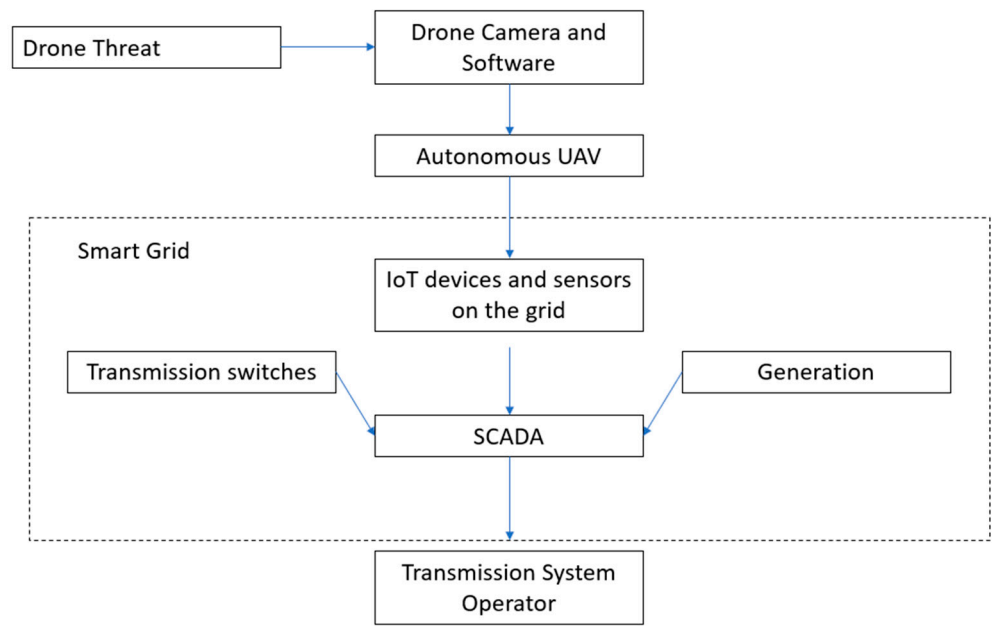 Drone Threat
Drone Camera and
Software
Autonomous UAV
Smart Grid
IoT devices and sensors
on the grid
Transmission switches
Generation
SCADA
Transmission System
Operator